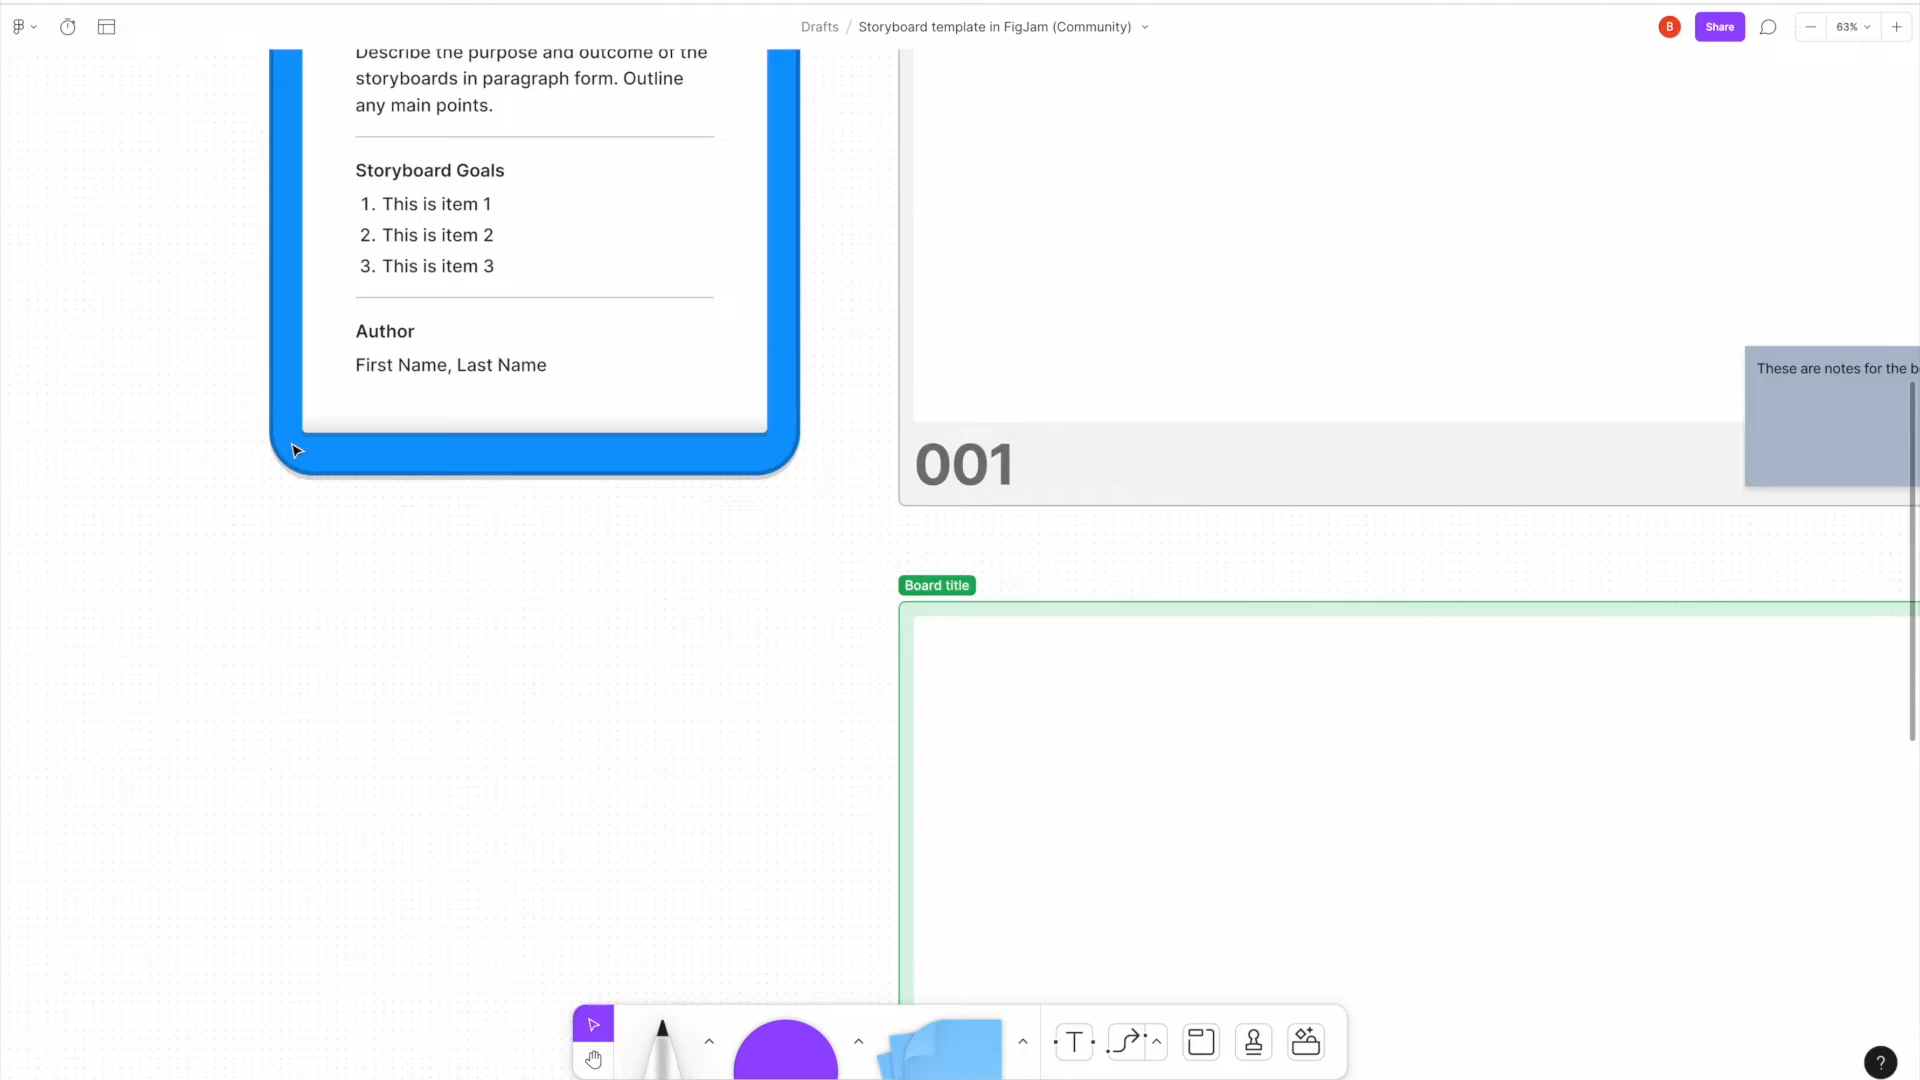 Drafts / Storyboard template in FigJam (Community)
B
Share
63%
Describe the purpose and outcome of the
storyboards in paragraph form. Outline
any main points.
Storyboard Goals
1. This is item 1
2. This is item 2
3. This is item 3
Author
First Name, Last Name
These are notes for the b
001
Board title
T
?